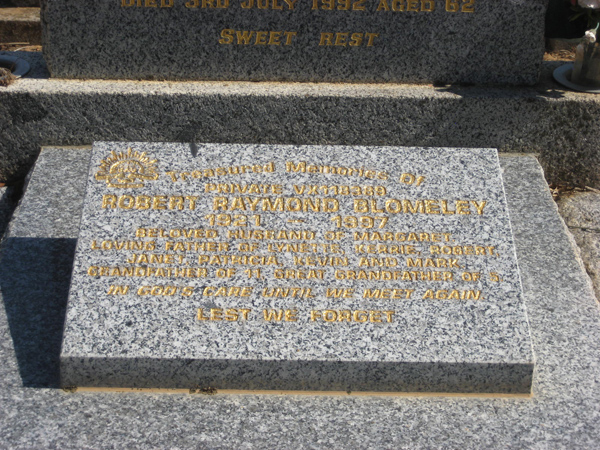 DIED 3RD JULY 1992 AGED 62
SWEET REST
Treasured Memories Of
PRIVATE
ROBERT RAYMOND BLOMELEY
1921 – 1997
BELOVED HUSBAND OF MARGARET
LOVING FATHER OF LYNETTE, KERRIE, ROBERT,
JANET, PATRICIA, KEVIN AND MARK
GRANDFATHER OF 11, GREAT GRANDFATHER OF 5
IN GOD'S CARE UNTIL WE MEET AGAIN
LEST WE FORGET